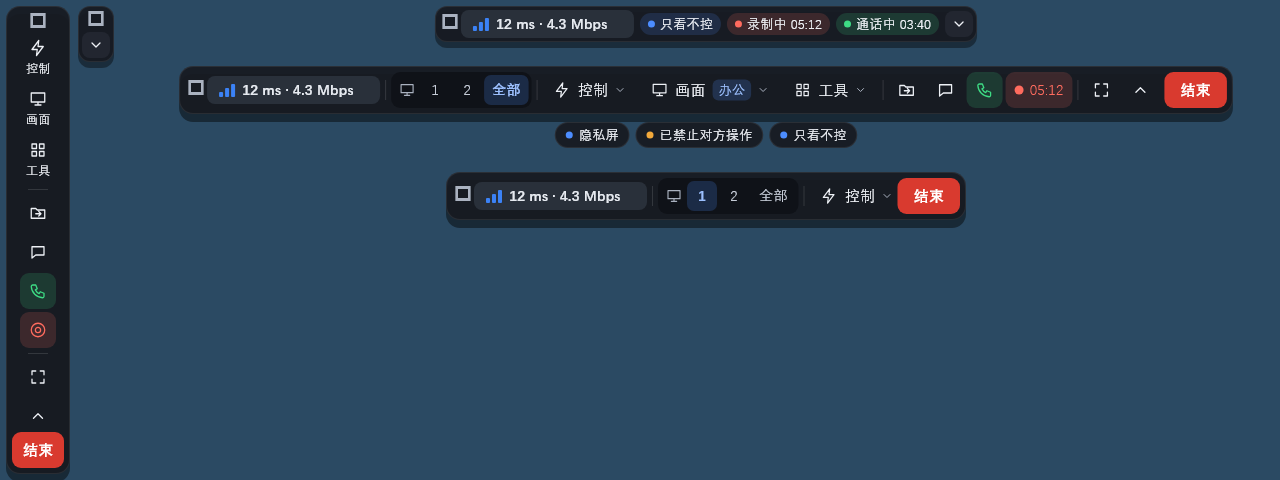 控制
画面
工具
结束
12 ms · 4.3 Mbps 只看不控 录制中 05:12 通话中 03:40
12 ms · 4.3 Mbps 1 2 全部 控制 画面 办公 工具 05:12 结束
隐私屏 已禁止对方操作 只看不控
12 ms · 4.3 Mbps 1 2 全部 控制 结束